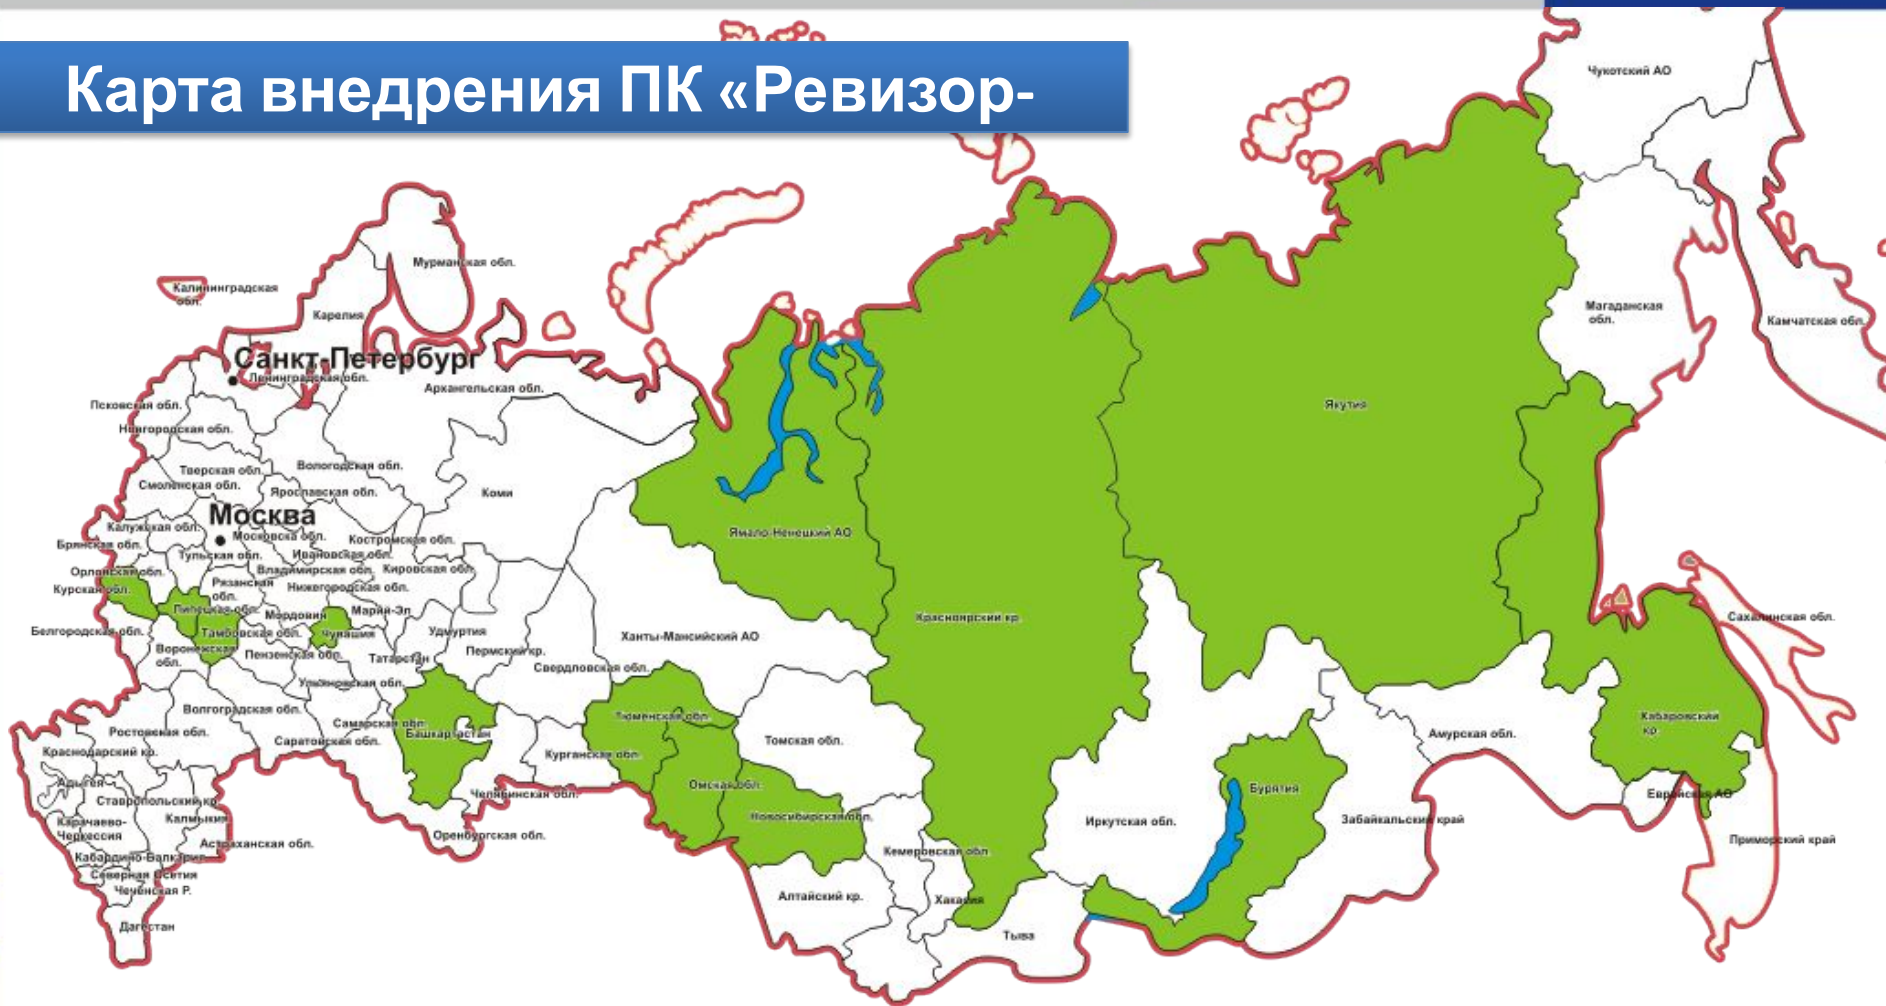 Карта внедрения ПК «Ревизор-
Чукотский АО
Мурманская обл.
Калининградская
обл.
Карелия
Магаданская
обл.
Камчатская обл.
Санкт-Петербург
Ленинградская обл.
Архангельская обл.
Псковская обл.
Якутия
Новгородская обл.
Вологодская обл.
Тверская обл.
Смоленская обл.
Ярославская обл.
Коми
Москва
Калужская обл.
Московска обл.
Костромская обл.
Ямало-Ненецкий АО
Брянская обл.
Тульская обл.
Ивановская обл.
Орловская обл.
Владимирская обл.
Кировская обл.
Курская обл.
Рязанская
обл.
Нижегородская обл.
Липецкая обл.
Мордовия
Марий-Эл
Красноярский кр.
Сахалинская обл.
Белгородская обл.
Тамбовская обл.
Чувашия
Удмуртия
Ханты-Мансийский АО
Воронежская
обл.
Пензенская обл.
Татарстан
Пермский кр.
Свердловская обл.
Ульяновская обл.
Волгоградская обл.
Тюменская обл.
Хабаровский
кр.
Ростовская обл.
Самарская обл.
Башкартастан
Саратовская обл.
Томская обл.
Амурская обл.
Краснодарский кр.
Курганская обл.
Адыгея
Омская обл.
Бурятия
Еврейская АО
Челябинская обл.
Ставропольский кр.
Калмыкия
Новосибирская обл.
Иркутская обл.
Забайкальский край
Карачаево-
Черкессия
Оренбургская обл.
Приморский край
Астраханская обл.
Кемеровская обл.
Кабардино-Балкария
Северная Осетия
Чеченская Р.
Алтайский кр.
Хакасия
Дагестан
Тыва